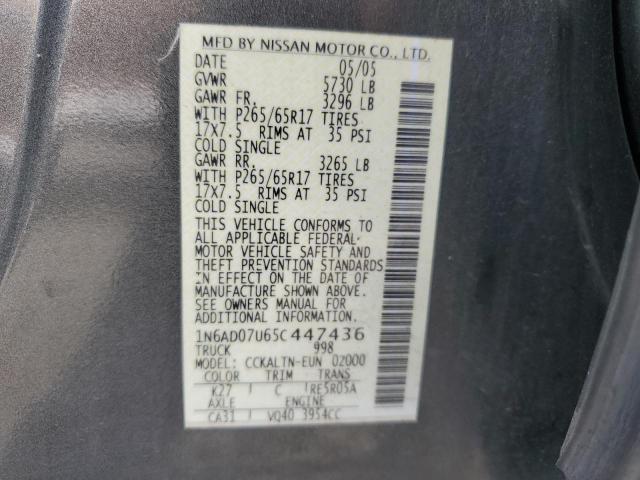 MFD BY NISSAN MOTOR CO., LTD.
DATE 05/05
GVWR 5730 LB
GAWR FR. 3296 LB
WITH P265/65R17 TIRES
17X7.5 RIMS AT 35 PSI
COLD SINGLE
GAWR RR. 3265 LB
WITH P265/65R17 TIRES
17X7.5 RIMS AT 35 PSI
COLD SINGLE
THIS VEHICLE CONFORMS TO
ALL APPLICABLE FEDERAL
MOTOR VEHICLE SAFETY AND
THEFT PREVENTION STANDARDS
IN EFFECT ON THE DATE OF
MANUFACTURE SHOWN ABOVE.
SEE OWNERS MANUAL FOR
ADDITIONAL INFORMATION.
1N6AD07U65C447436
TRUCK 998
MODEL: CCKALTN-EUN 02000
COLOR TRIM TRANS
K27 C RE5R05A
AXLE ENGINE
CA31 VQ40 3954CC